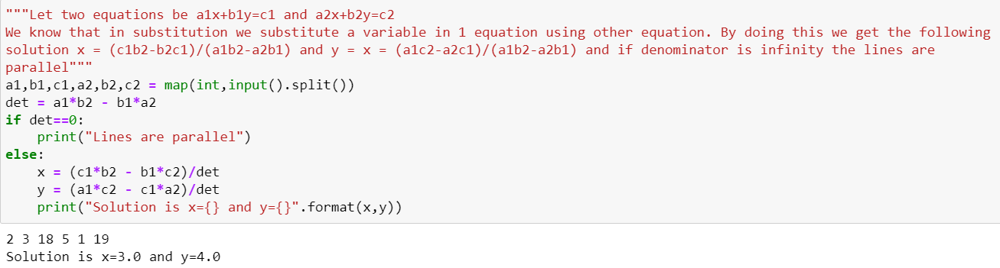 """Let two equations be a1x+b1y=c1 and a2x+b2y=c2
We know that in substitution we substitute a variable in 1 equation using other equation. By doing this we get the following
solution x = (c1b2-b2c1)/(a1b2-a2b1) and y = x = (a1c2-a2c1)/(a1b2-a2b1) and if denominator is infinity the lines are
parallel"""
a1,b1,c1,a2,b2,c2 = map(int,input().split())
det = a1*b2 - b1*a2
if det==0:
    print("Lines are parallel")
else:
    x = (c1*b2 - b1*c2)/det
    y = (a1*c2 - c1*a2)/det
    print("Solution is x={} and y={}".format(x,y))
2 3 18 5 1 19
Solution is x=3.0 and y=4.0